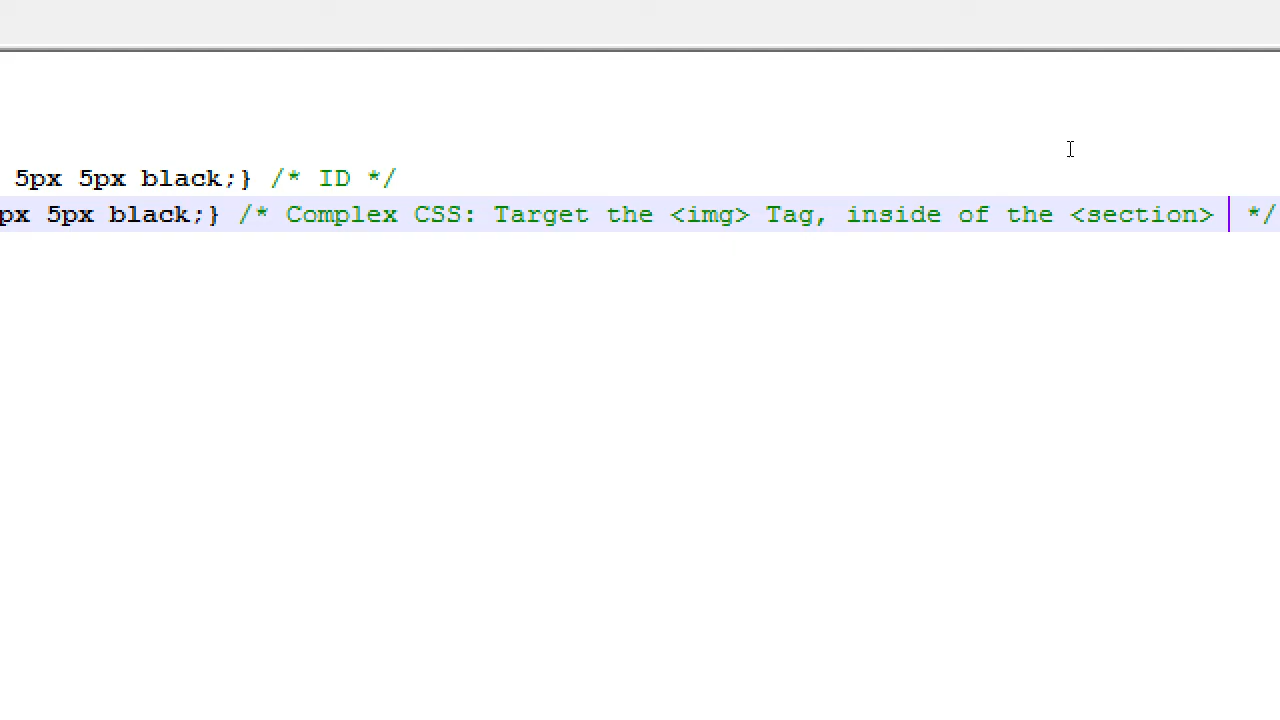 5px 5px black;} /* ID */
px 5px black;} /* Complex CSS: Target the <img> Tag, inside of the <section>  */